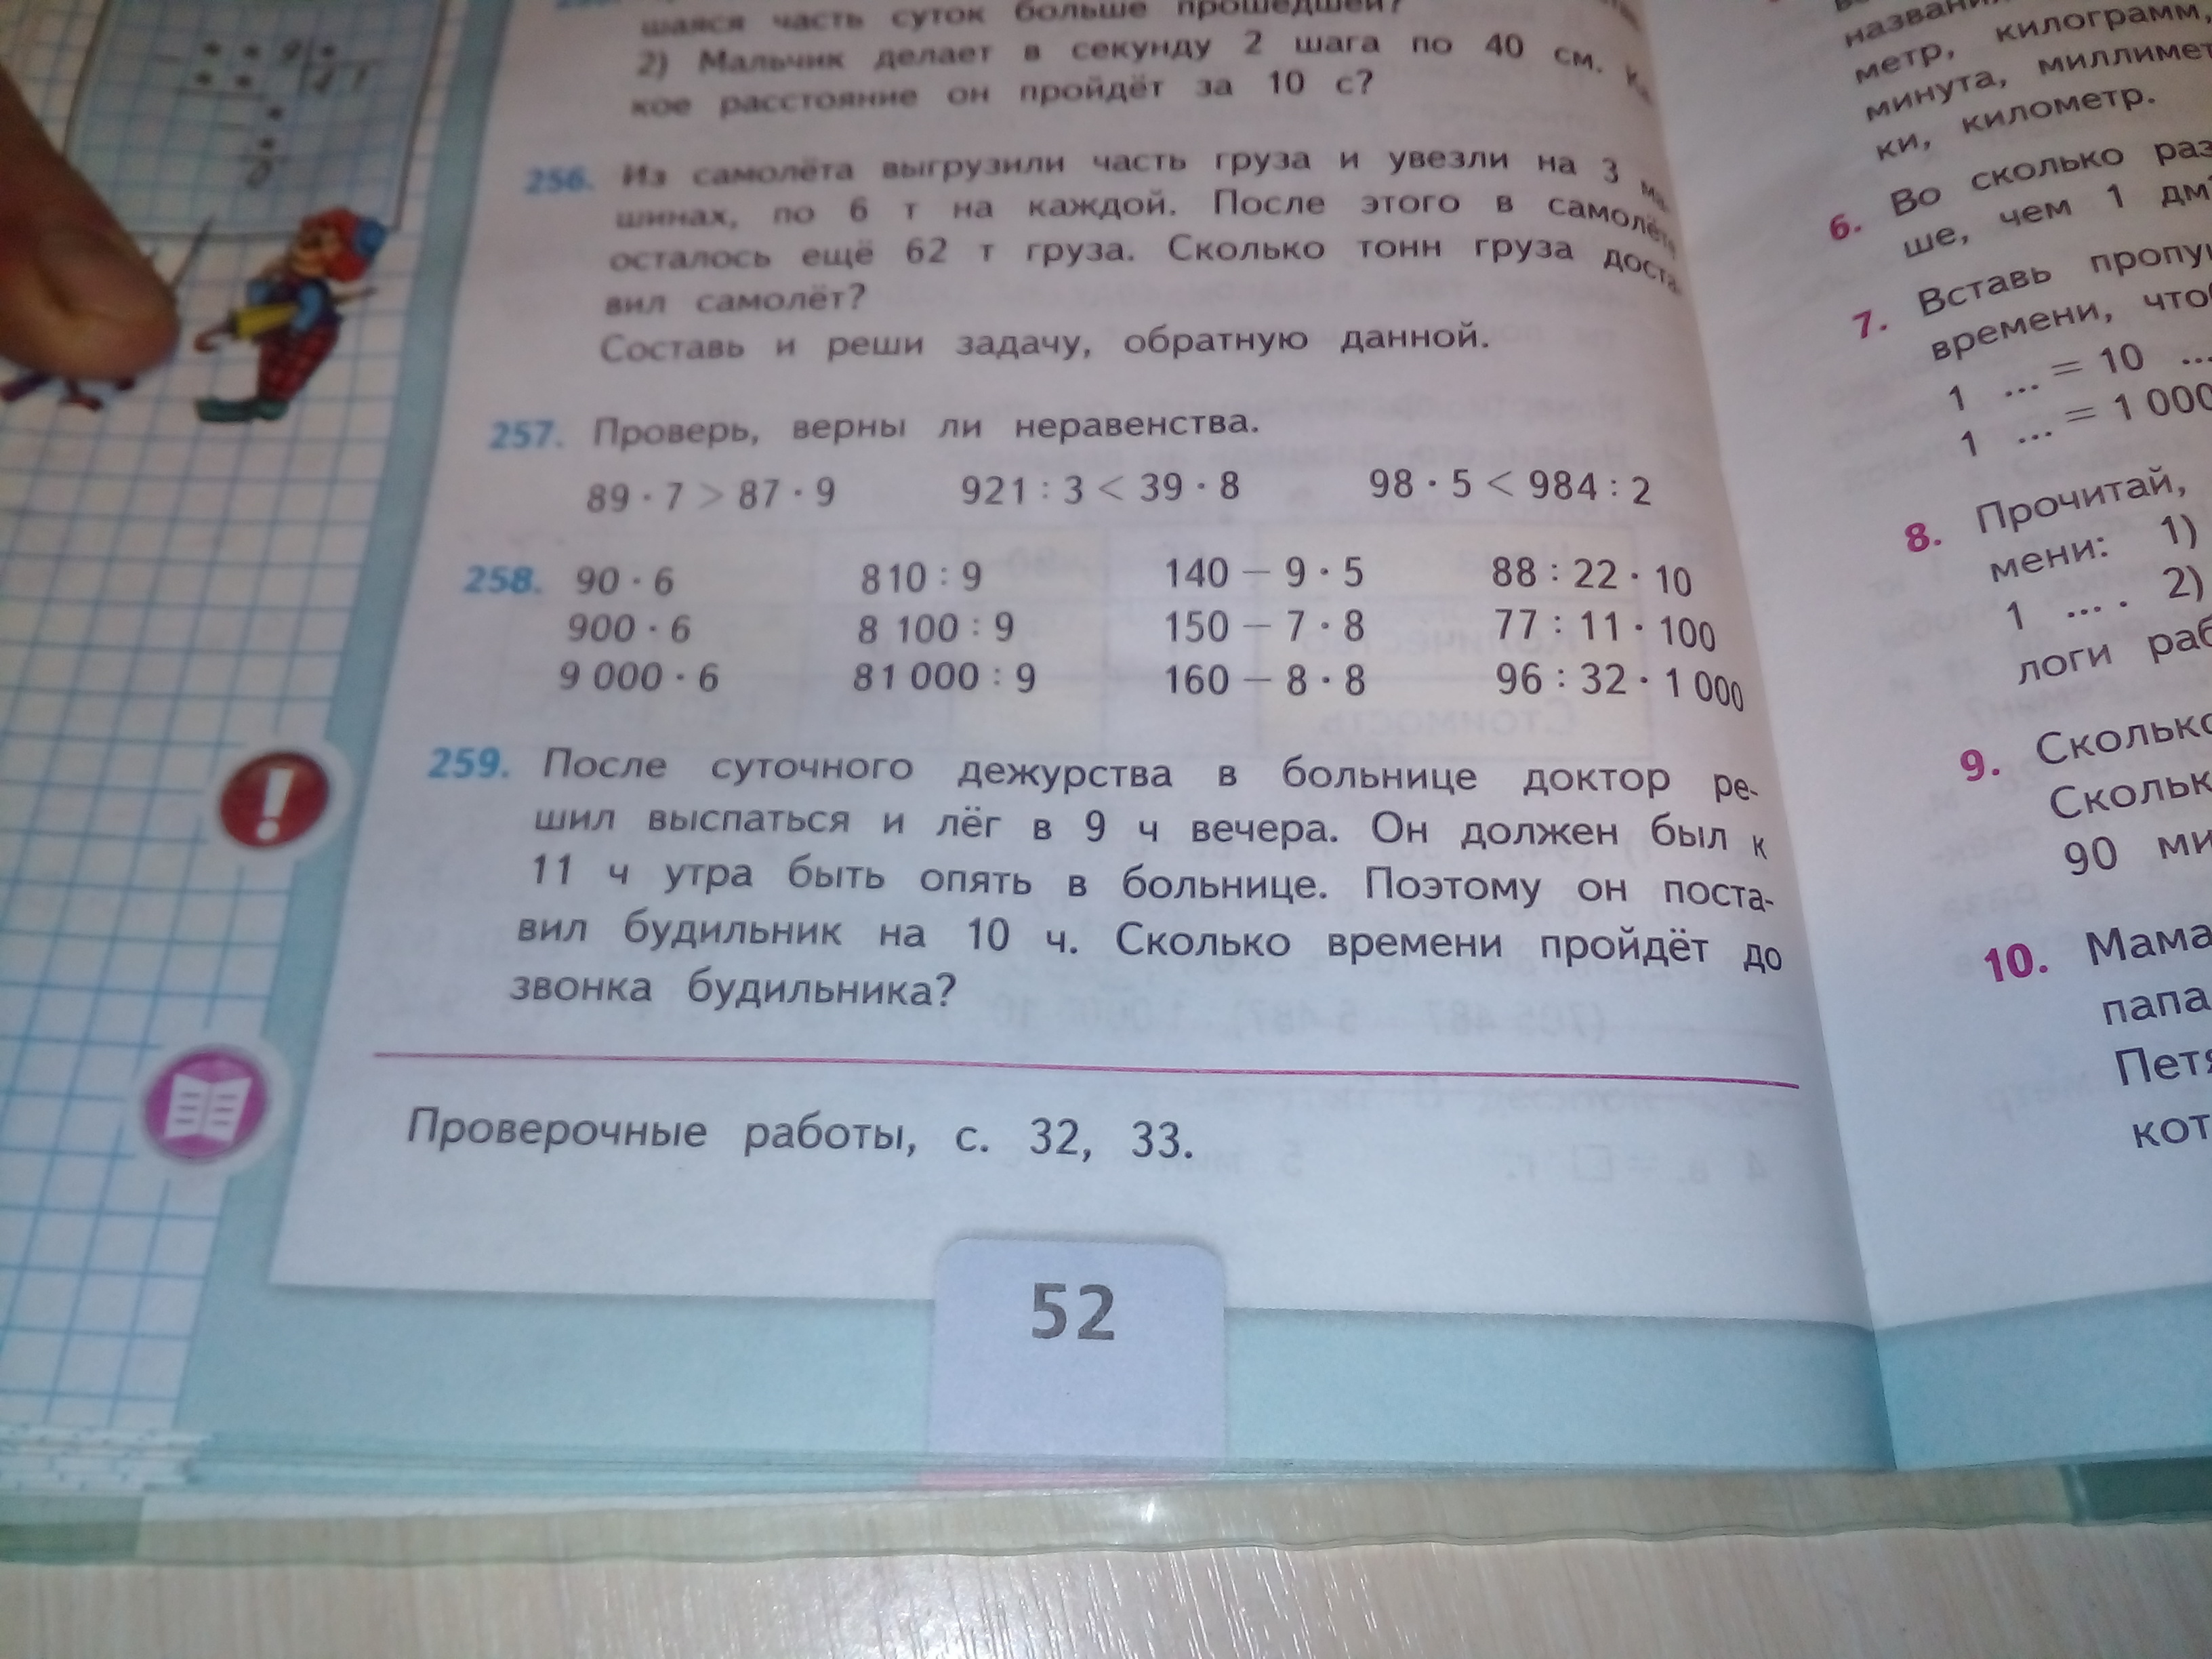 шаяся часть суток больше прошедшей?
2) Мальчик делает в секунду 2 шага по 40 см. Ка-
кое расстояние он пройдёт за 10 с?
256. Из самолёта выгрузили часть груза и увезли на 3 ма-
шинах, по 6 т на каждой. После этого в самолёте
осталось ещё 62 т груза. Сколько тонн груза доста-
вил самолёт?
Составь и реши задачу, обратную данной.
257. Проверь, верны ли неравенства.
89 · 7 > 87 · 9 921 : 3 < 39 · 8 98 · 5 < 984 : 2
258. 90 · 6 810 : 9 140 − 9 · 5 88 : 22 · 10
900 · 6 8 100 : 9 150 − 7 · 8 77 : 11 · 100
9 000 · 6 81 000 : 9 160 − 8 · 8 96 : 32 · 1 000
259. После суточного дежурства в больнице доктор ре-
шил выспаться и лёг в 9 ч вечера. Он должен был к
11 ч утра быть опять в больнице. Поэтому он поста-
вил будильник на 10 ч. Сколько времени пройдёт до
звонка будильника?
Проверочные работы, с. 32, 33.
52
метр, килограмм,
минута, миллимет
ки, километр.
6. Во сколько раз
ше, чем 1 дм
7. Вставь пропу
времени, что
1 ... = 10 ...
1 ... = 1 000
8. Прочитай,
мени: 1)
1 ... . 2)
логи раб
9. Сколько
Скольк
90 ми
10. Мама
папа
Петя
кот